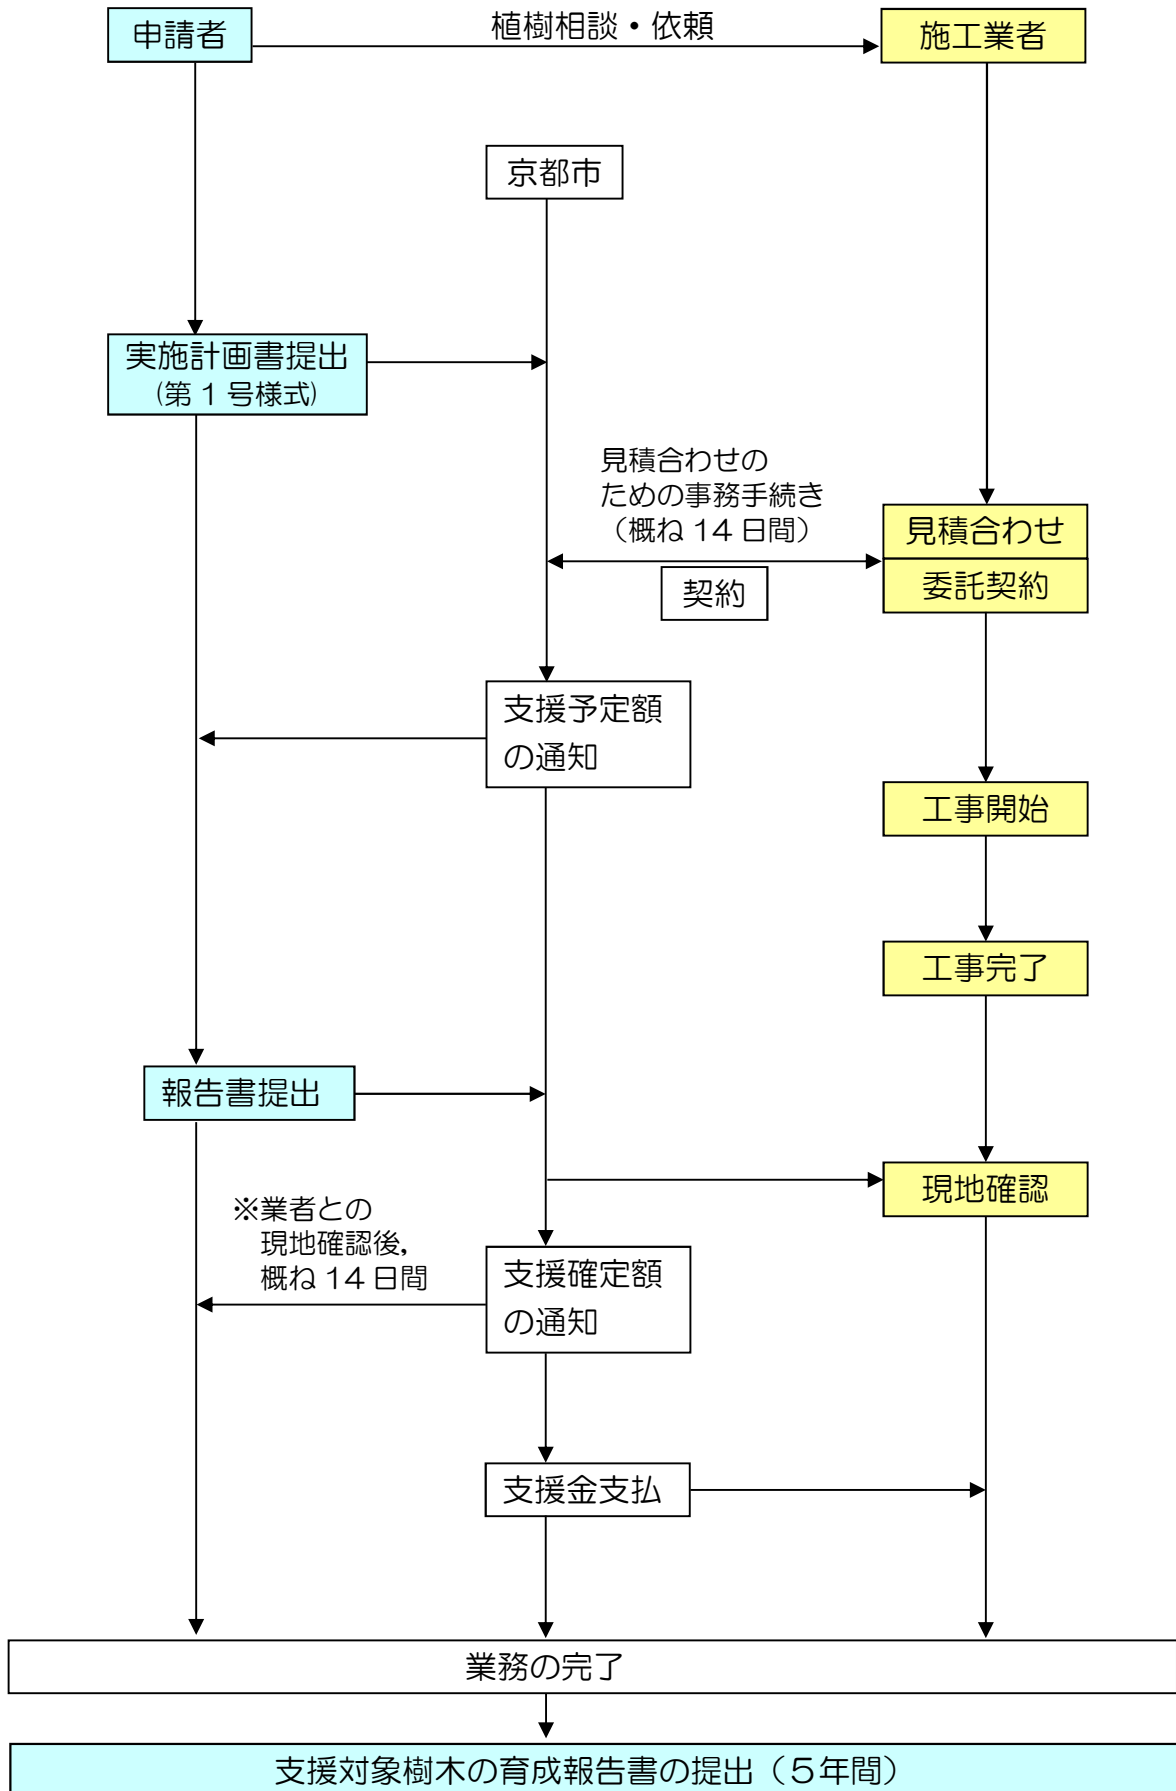 申請者
植樹相談・依頼
施工業者
京都市
実施計画書提出
(第１号様式)
見積合わせの
ための事務手続き
（概ね 14 日間）
見積合わせ
委託契約
契約
支援予定額
の通知
工事開始
工事完了
報告書提出
現地確認
※業者との
現地確認後，
概ね 14 日間
支援確定額
の通知
支援金支払
業務の完了
支援対象樹木の育成報告書の提出（５年間）